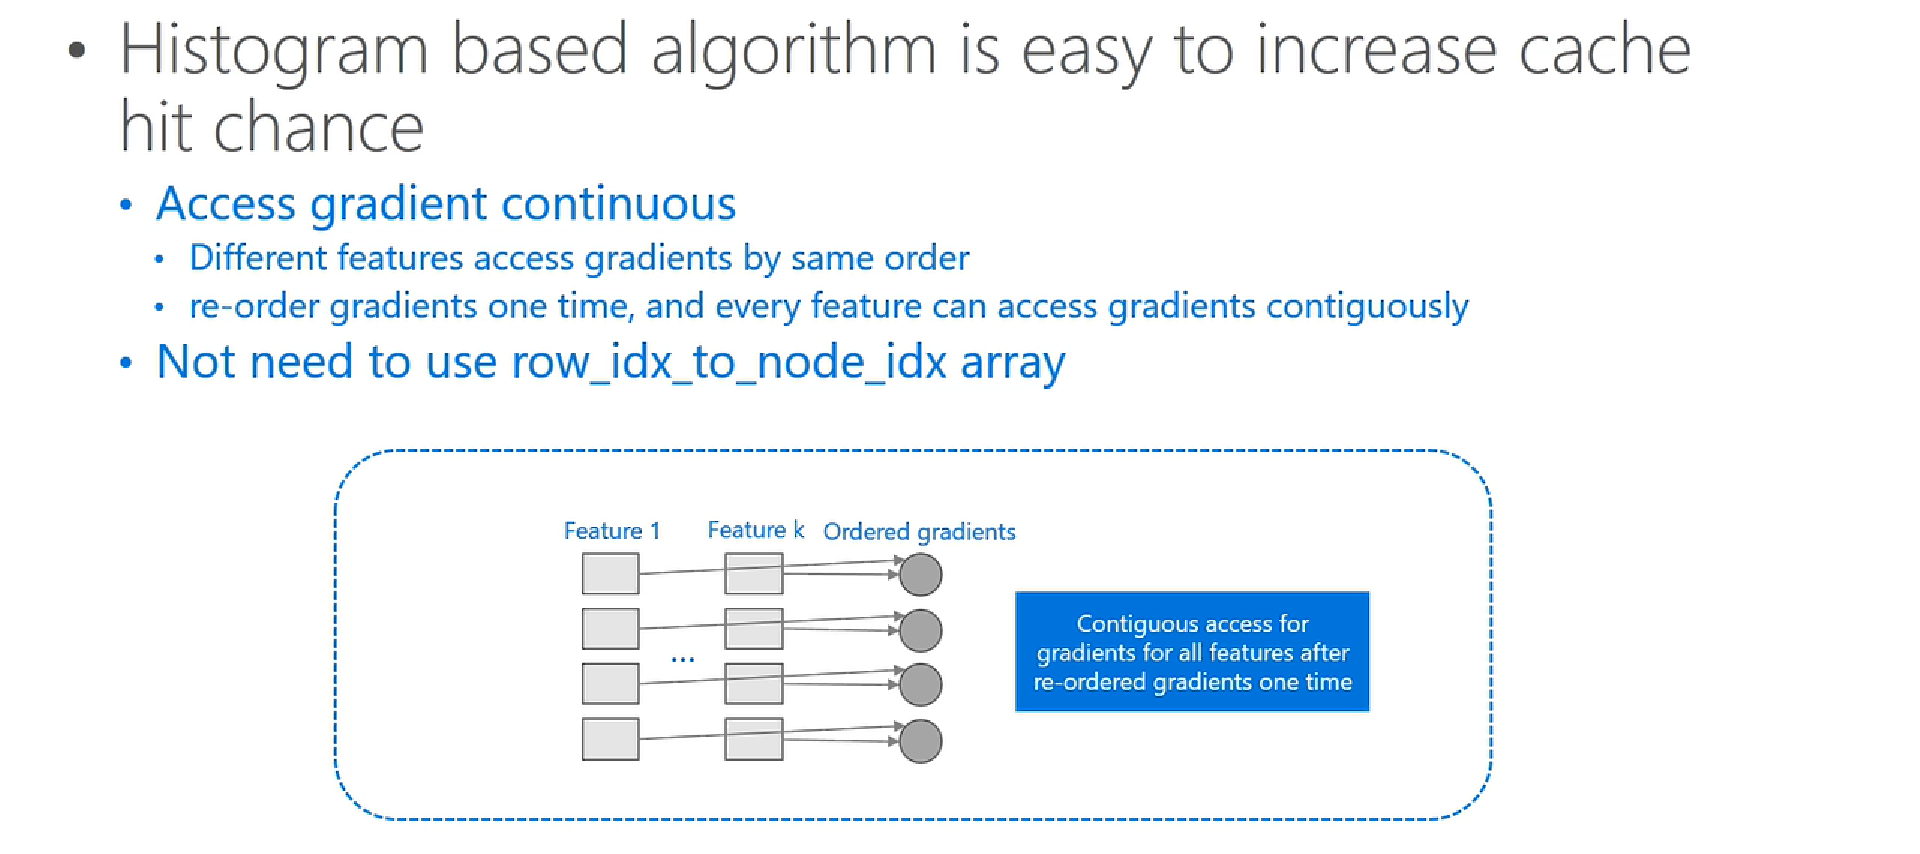 • Histogram based algorithm is easy to increase cache
hit chance
• Access gradient continuous
• Different features access gradients by same order
• re-order gradients one time, and every feature can access gradients contiguously
• Not need to use row_idx_to_node_idx array
Feature 1 Feature k Ordered gradients
...
Contiguous access for
gradients for all features after
re-ordered gradients one time